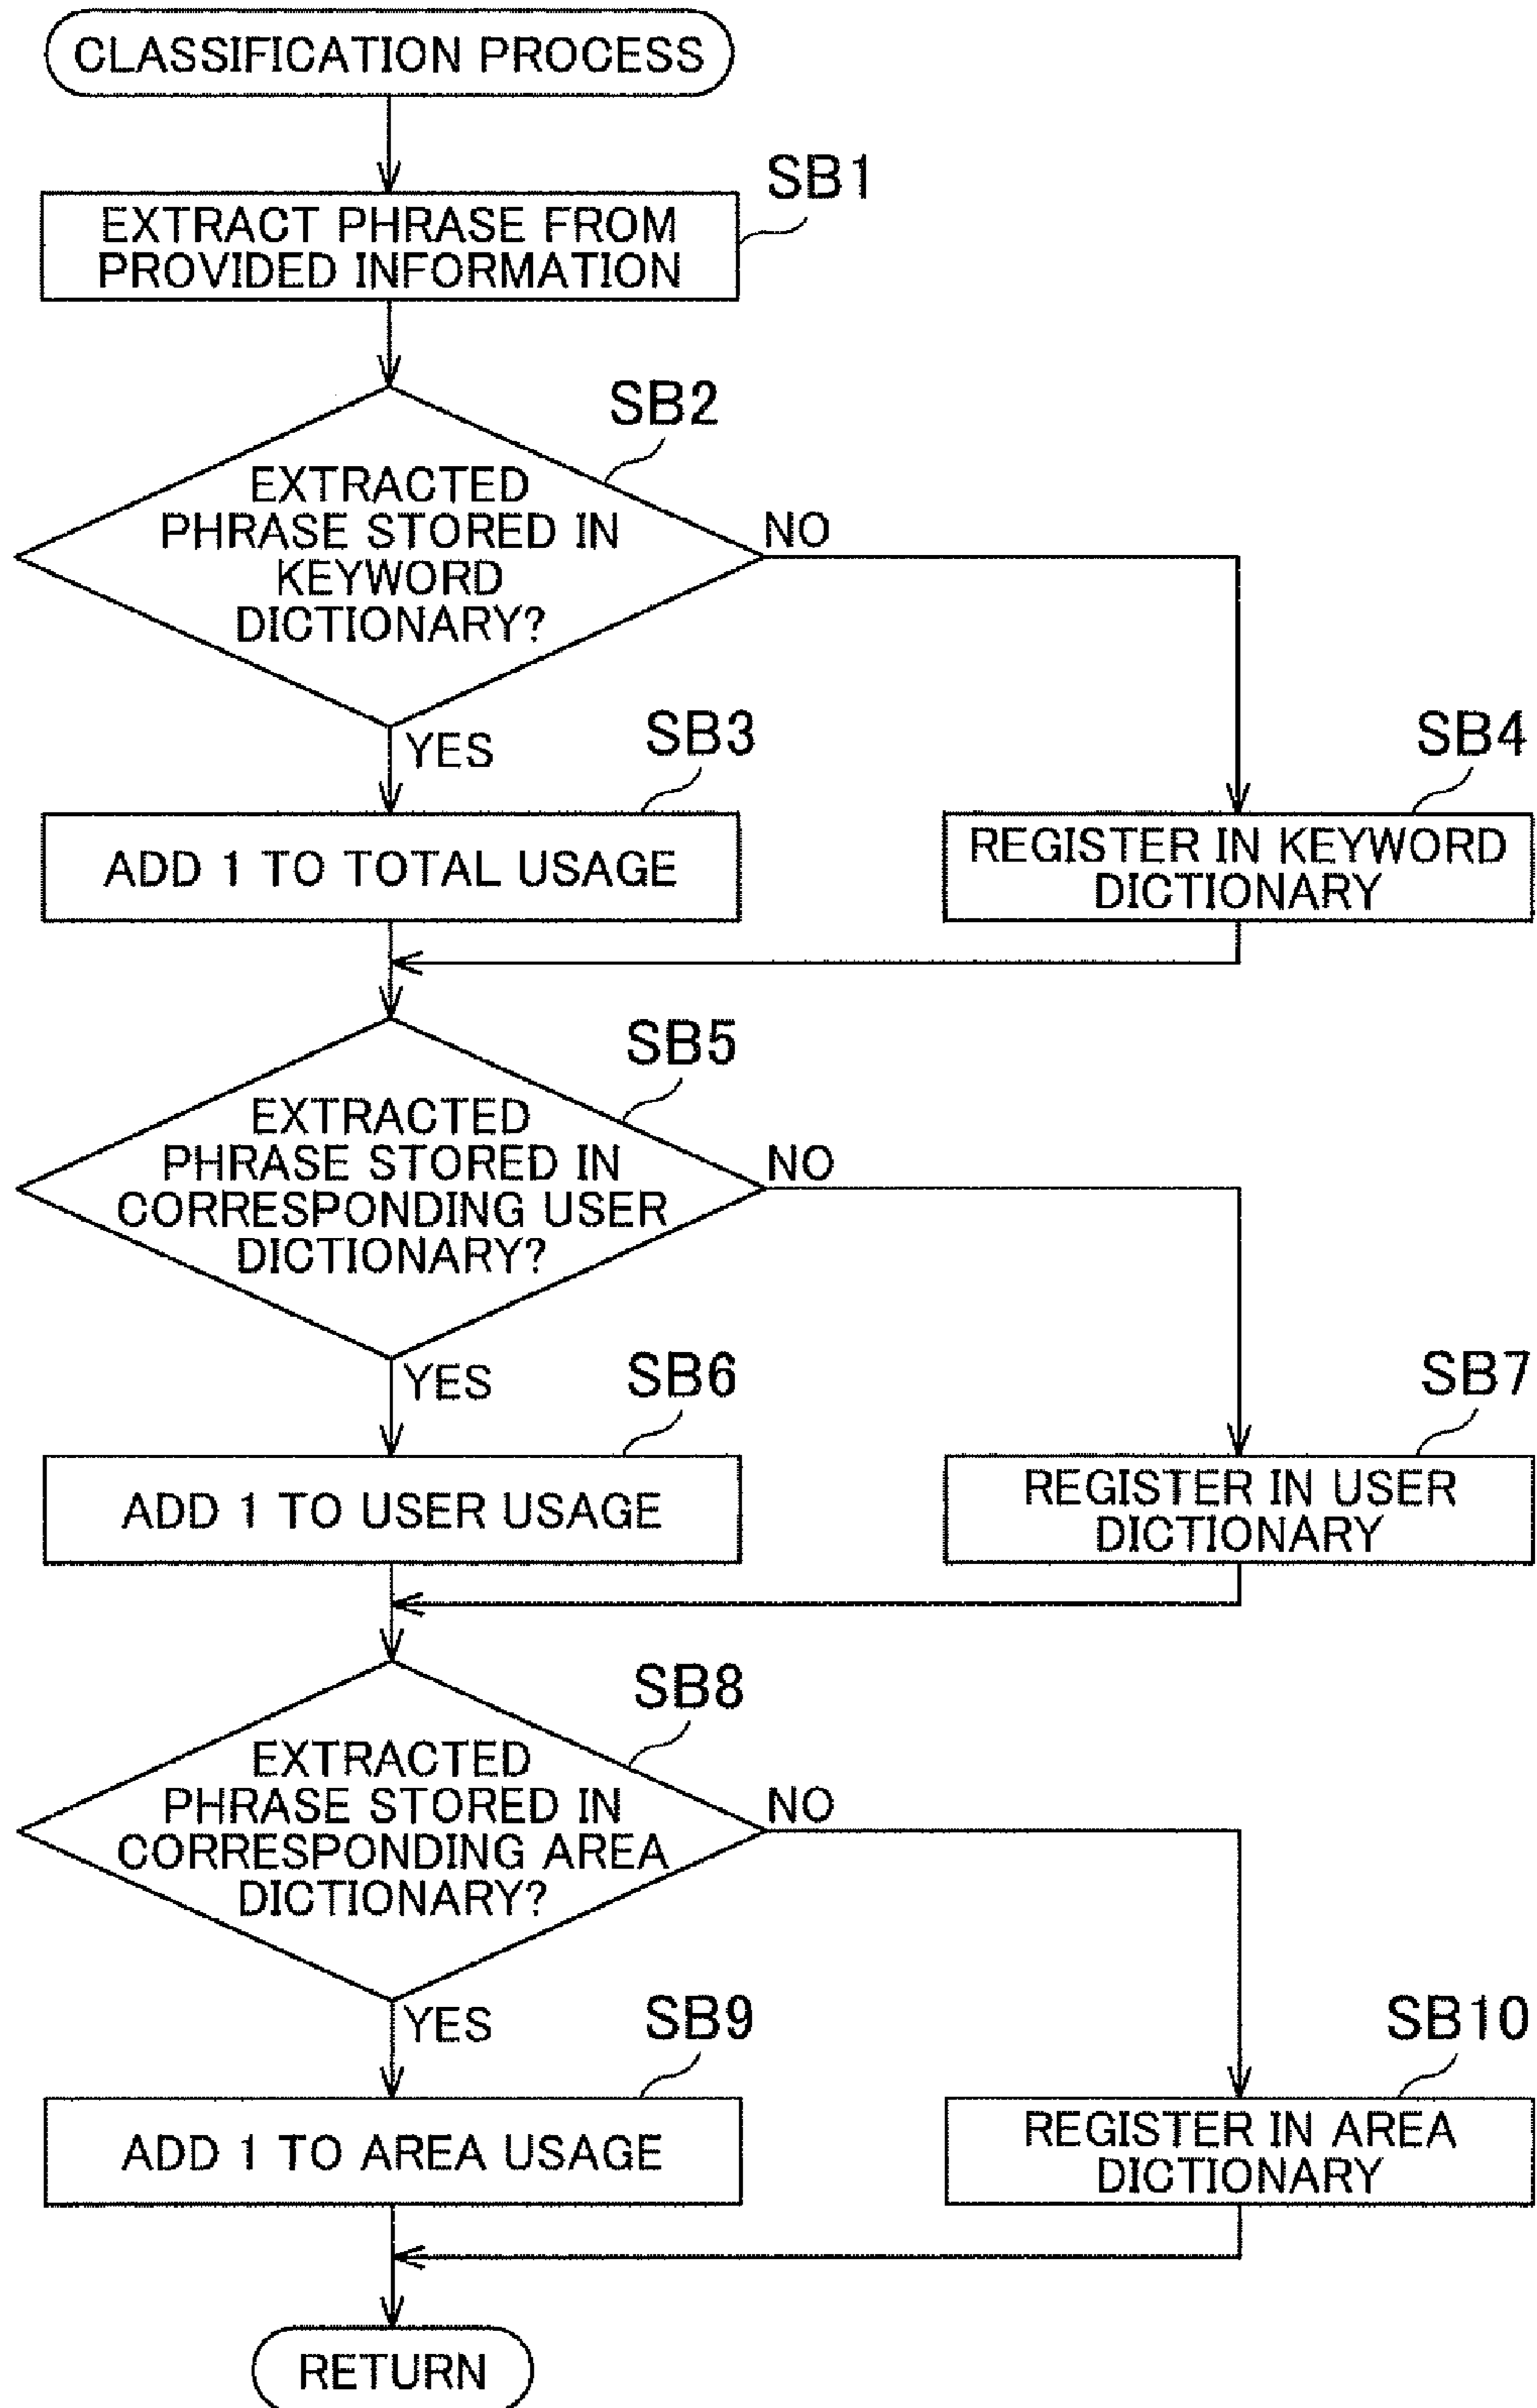 CLASSIFICATION PROCESS
SB1
EXTRACT PHRASE FROM
PROVIDED INFORMATION
SB2
EXTRACTED
PHRASE STORED IN
KEYWORD
DICTIONARY?
NO
YES
SB3
ADD 1 TO TOTAL USAGE
SB4
REGISTER IN KEYWORD
DICTIONARY
SB5
EXTRACTED
PHRASE STORED IN
CORRESPONDING USER
DICTIONARY?
NO
YES
SB6
ADD 1 TO USER USAGE
SB7
REGISTER IN USER
DICTIONARY
SB8
EXTRACTED
PHRASE STORED IN
CORRESPONDING AREA
DICTIONARY?
NO
YES
SB9
ADD 1 TO AREA USAGE
SB10
REGISTER IN AREA
DICTIONARY
RETURN